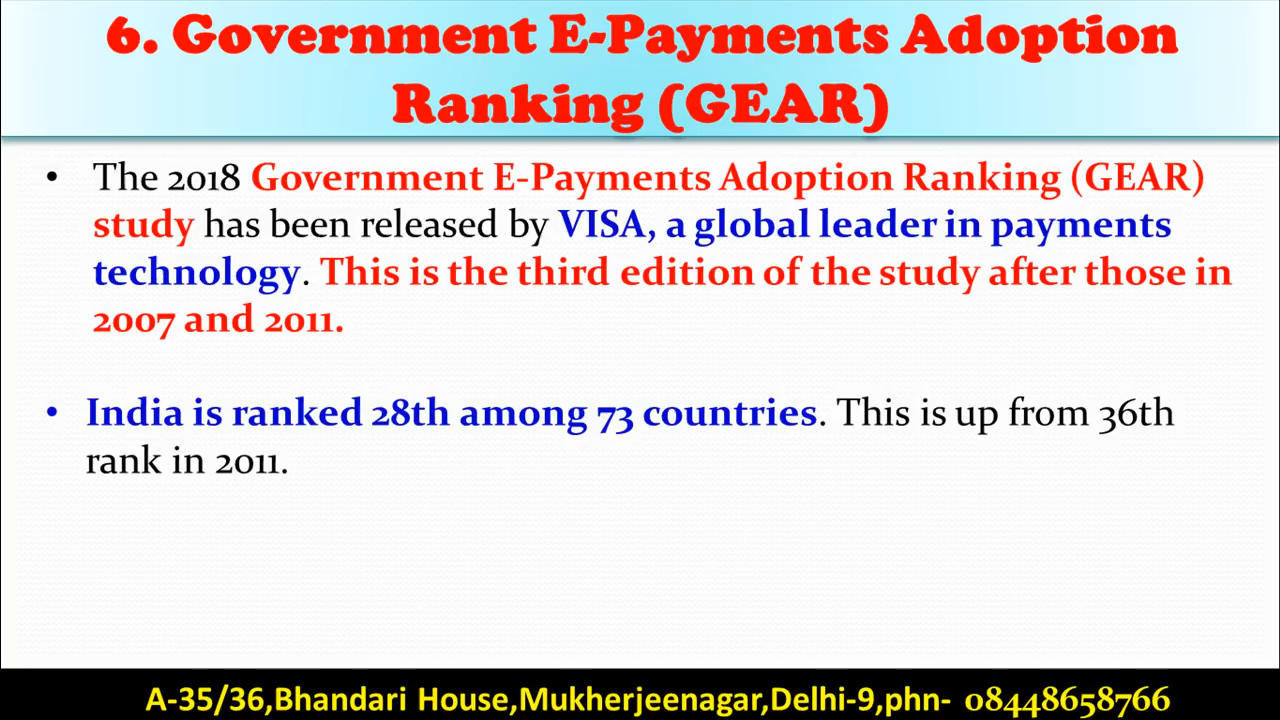 6. Government E-Payments Adoption
Ranking (GEAR)
• The 2018 Government E-Payments Adoption Ranking (GEAR)
study has been released by VISA, a global leader in payments
technology. This is the third edition of the study after those in
2007 and 2011.
• India is ranked 28th among 73 countries. This is up from 36th
rank in 2011.
A-35/36,Bhandari House,Mukherjeenagar,Delhi-9,phn- 08448658766